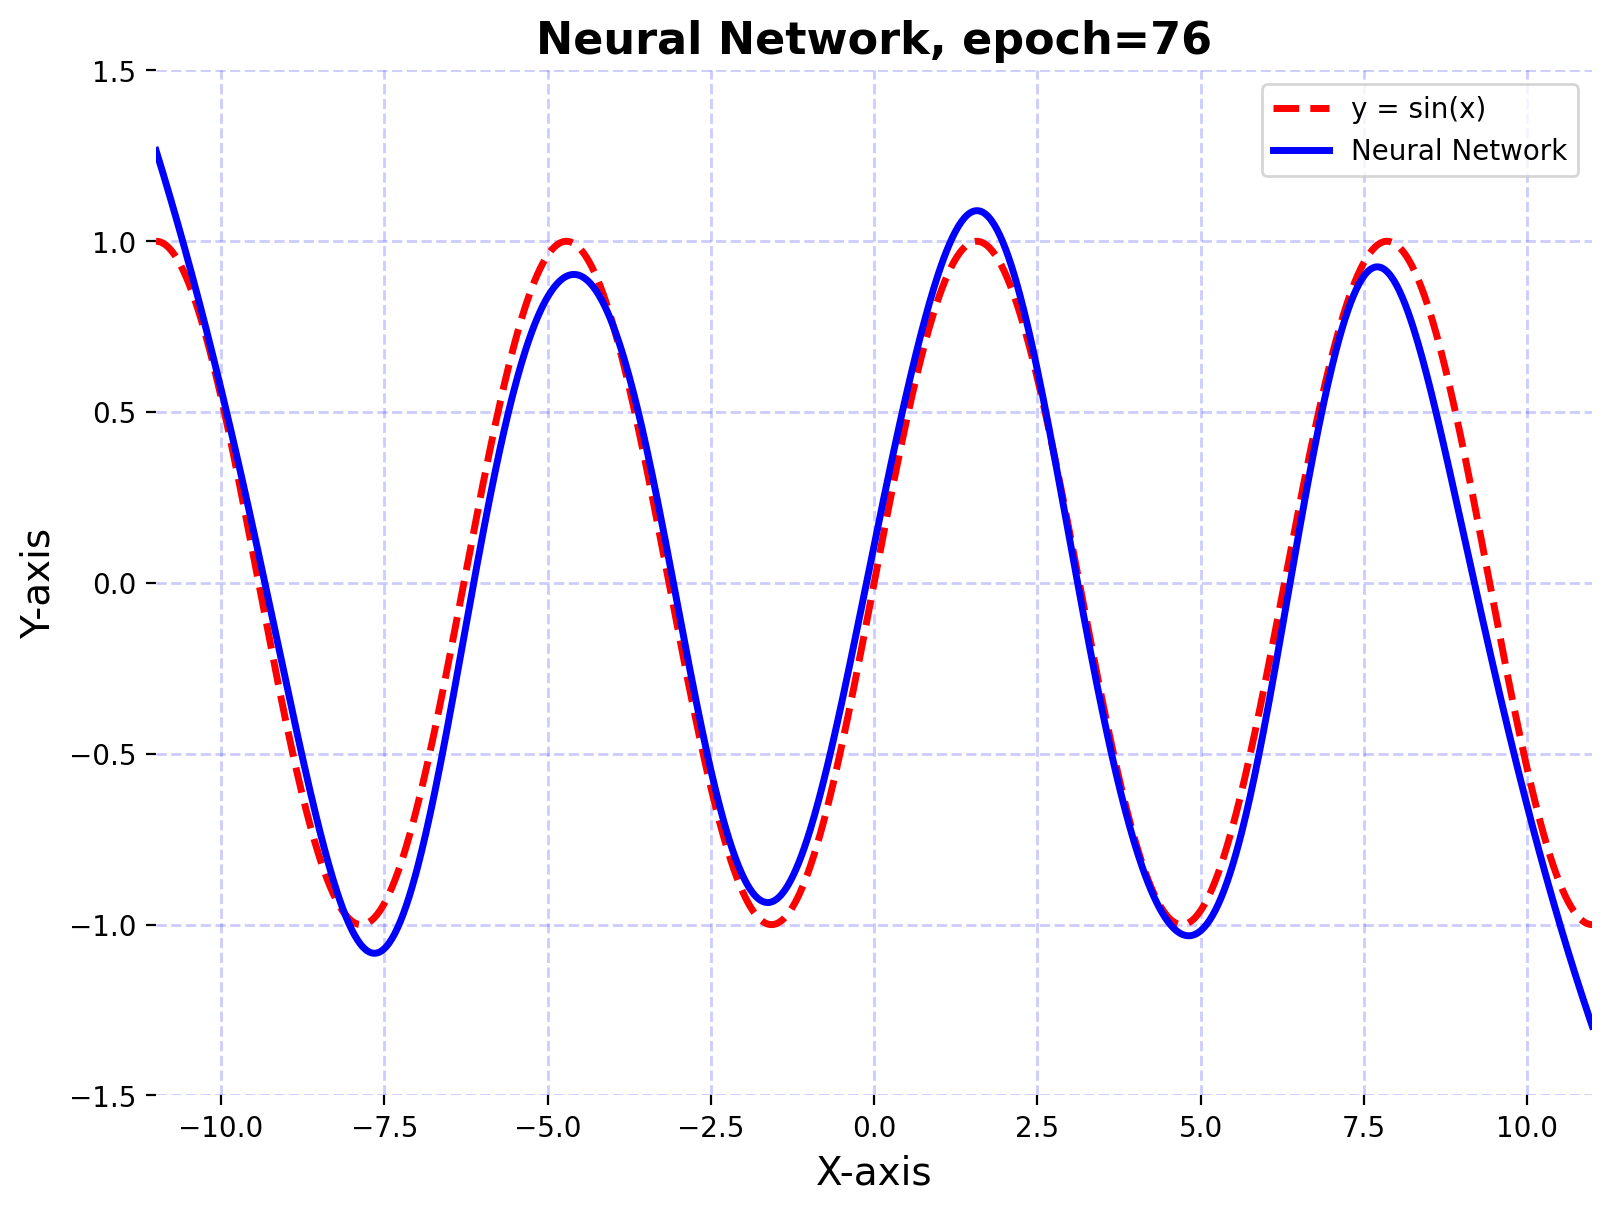 Neural Network, epoch=76
y = sin(x)
Neural Network
1.5
1.0
0.5
0.0
−0.5
−1.0
−1.5
Y-axis
−10.0 −7.5 −5.0 −2.5 0.0 2.5 5.0 7.5 10.0
X-axis